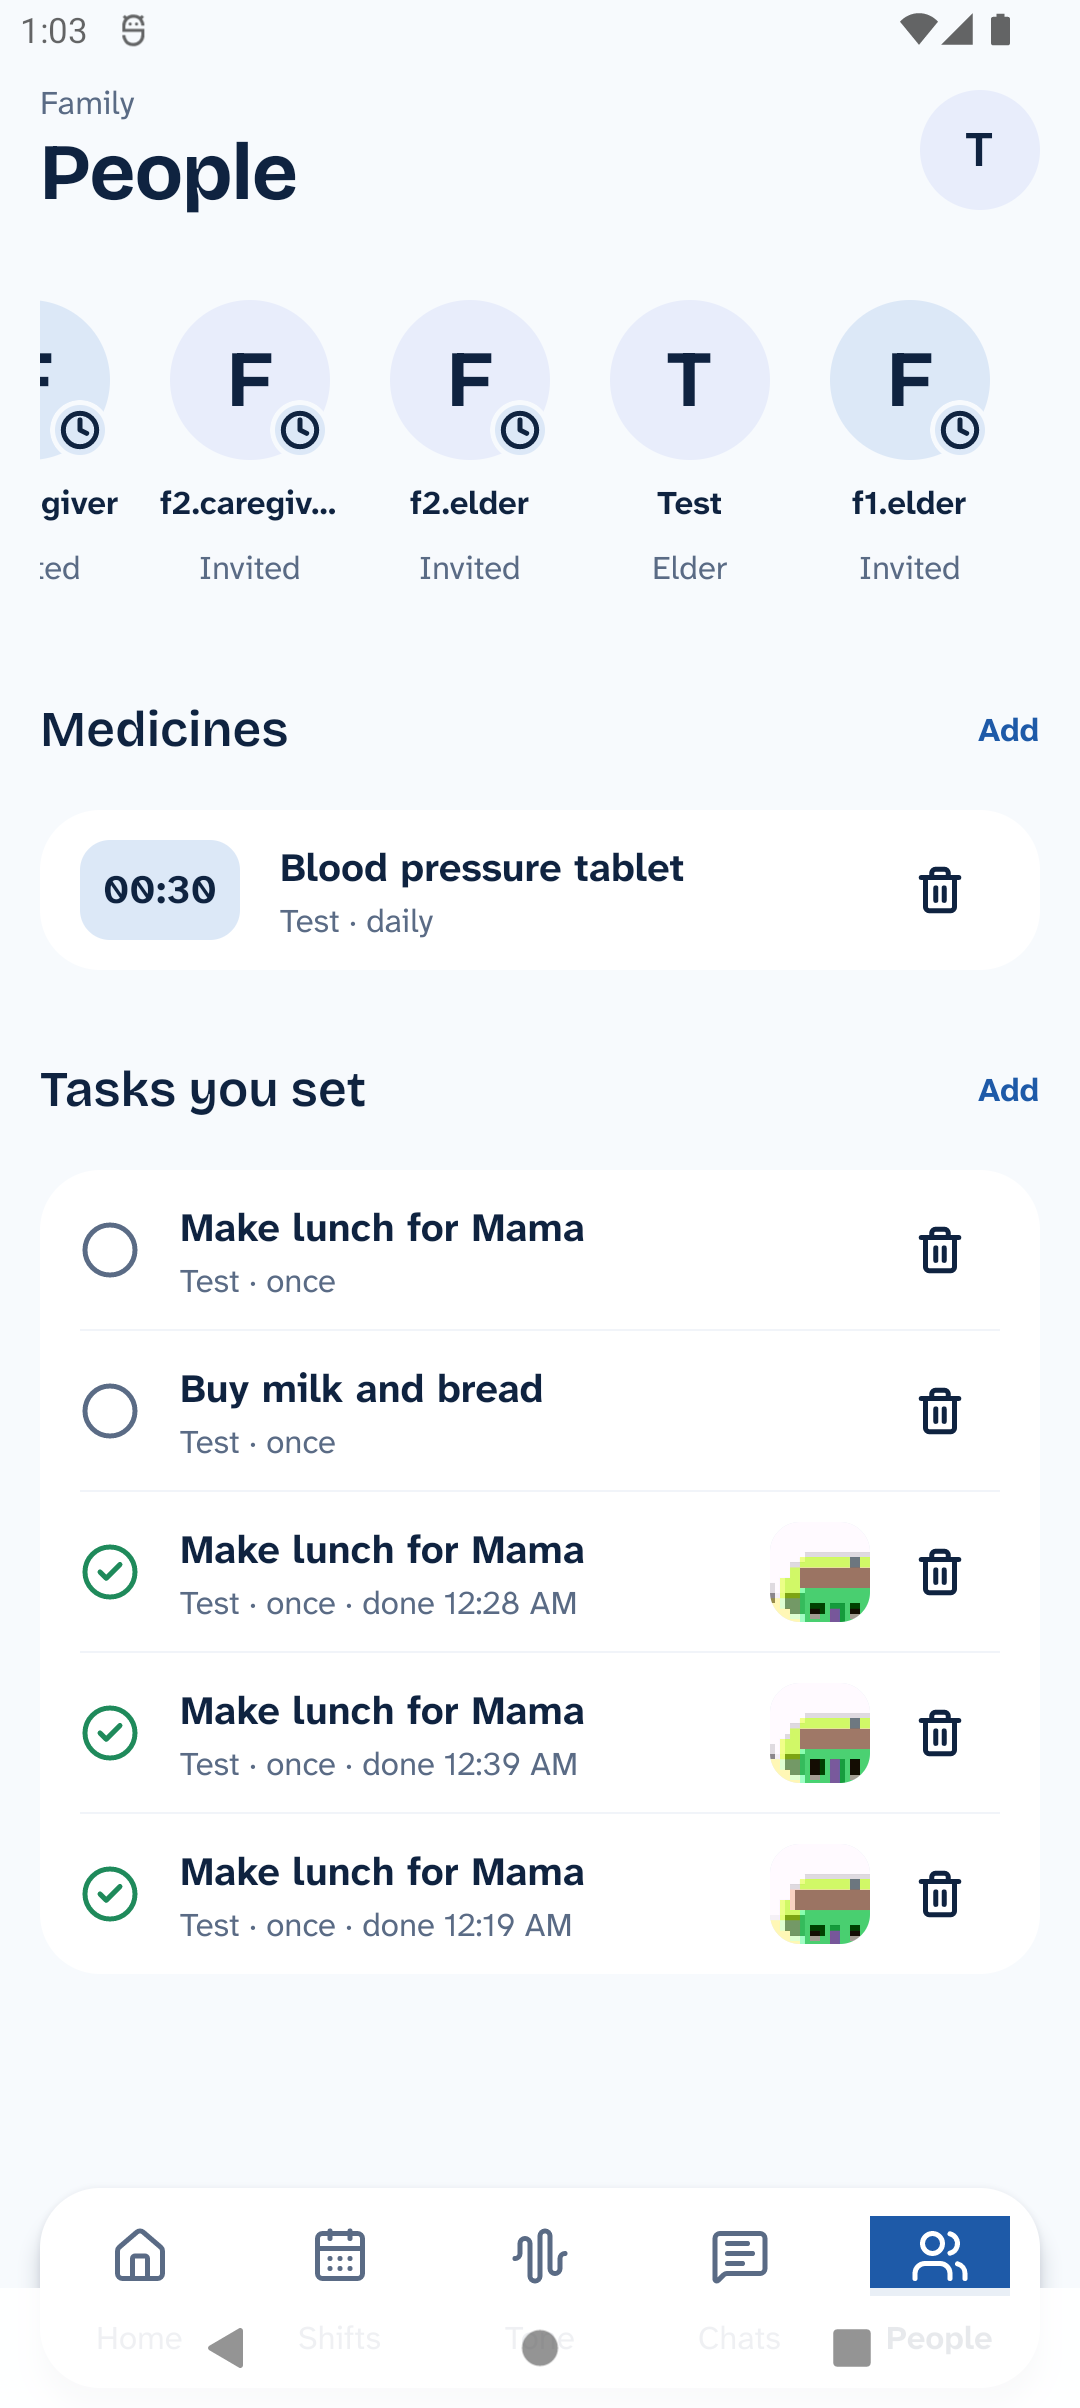 1:03
Family
People
T
F
F
F
T
F
giver
f2.caregiv...
f2.elder
Test
f1.elder
ted
Invited
Invited
Elder
Invited
Medicines
Add
00:30
Blood pressure tablet
Test · daily
Tasks you set
Add
Make lunch for Mama
Test · once
Buy milk and bread
Test · once
Make lunch for Mama
Test · once · done 12:28 AM
Make lunch for Mama
Test · once · done 12:39 AM
Make lunch for Mama
Test · once · done 12:19 AM
Home
Shifts
Tone
Chats
People